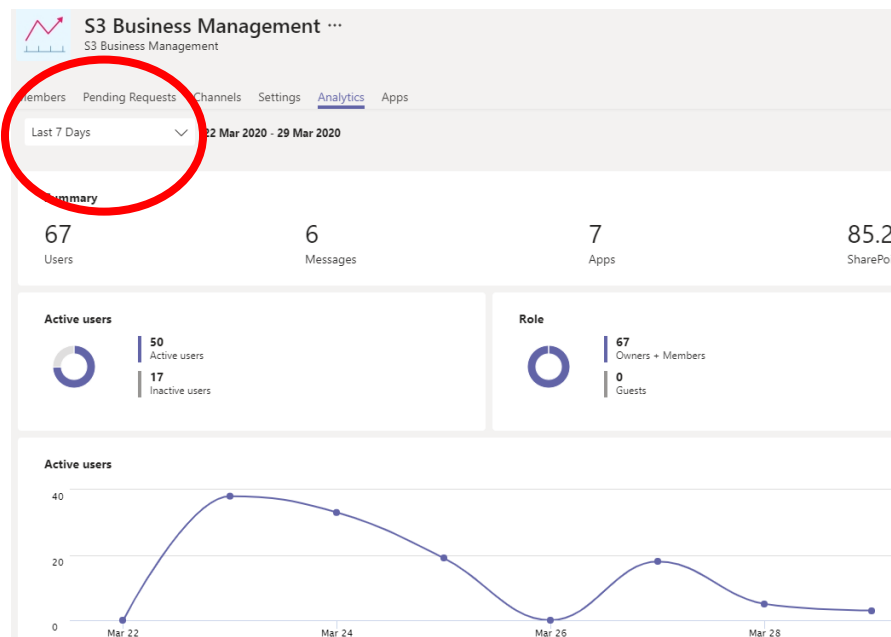 S3 Business Management ...
S3 Business Management
Members Pending Requests Channels Settings Analytics Apps
Last 7 Days 22 Mar 2020 - 29 Mar 2020
Summary
67 6 7 85.2
Users Messages Apps SharePo
Active users Role
50 67
Active users Owners + Members
17 0
Inactive users Guests
Active users
40
20
0
Mar 22 Mar 24 Mar 26 Mar 28